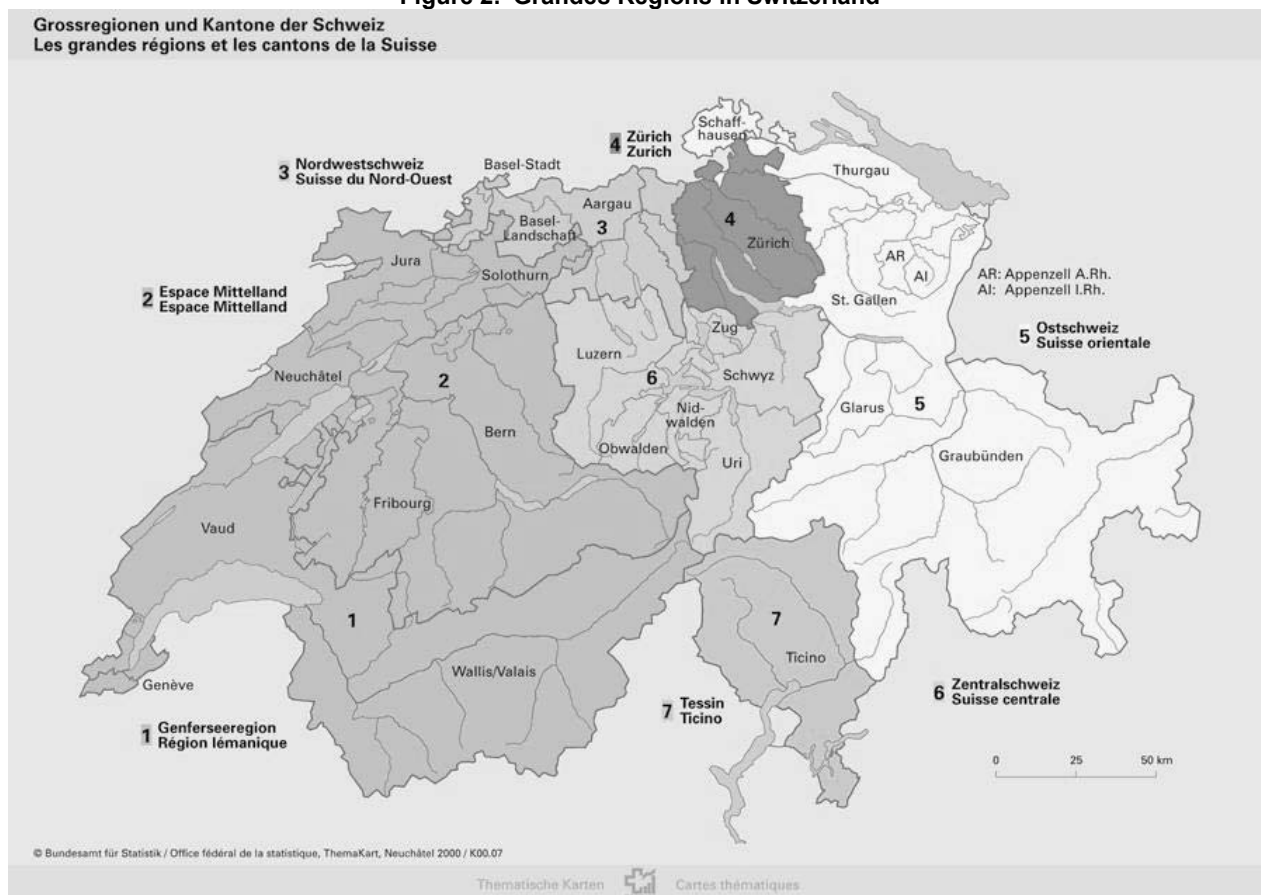 Figure 2: Grandes Régions in Switzerland
Grossregionen und Kantone der Schweiz
Les grandes régions et les cantons de la Suisse
Schaff-
hausen
4 Zürich
Zurich
3 Nordwestschweiz
Suisse du Nord-Ouest
Basel-Stadt
Thurgau
Aargau
3
4
Basel-
Landschaft
Zürich
Jura
Solothurn
AR
AI
AR: Appenzell A.Rh.
AI: Appenzell I.Rh.
2 Espace Mittelland
Espace Mittelland
St. Gallen
Zug
5 Ostschweiz
Suisse orientale
Luzern
Neuchâtel
2
6
Schwyz
Glarus
5
Nid-
walden
Bern
Obwalden
Uri
Graubünden
Fribourg
Vaud
1
7
Ticino
Wallis/Valais
Genève
6 Zentralschweiz
Suisse centrale
7 Tessin
Ticino
1 Genferseeregion
Région lémanique
0 25 50 km
© Bundesamt für Statistik / Office fédéral de la statistique, ThemaKart, Neuchâtel 2000 / K00.07
Thematische Karten Cartes thématiques